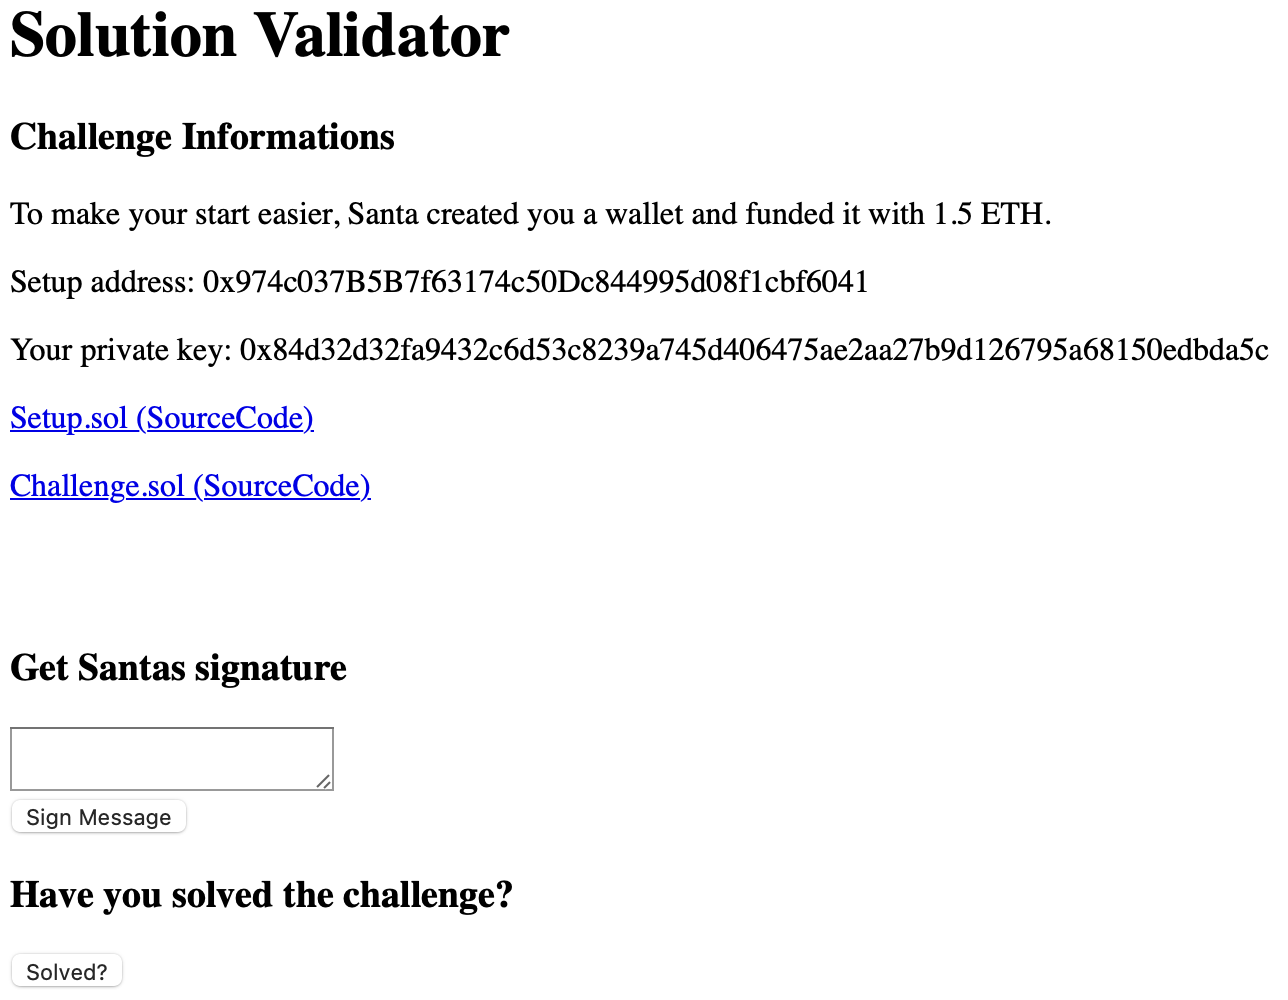 Solution Validator
Challenge Informations
To make your start easier, Santa created you a wallet and funded it with 1.5 ETH.
Setup address: 0x974c037B5B7f63174c50Dc844995d08f1cbf6041
Your private key: 0x84d32d32fa9432c6d53c8239a745d406475ae2aa27b9d126795a68150edbda5c
Setup.sol (SourceCode)
Challenge.sol (SourceCode)
Get Santas signature
Sign Message
Have you solved the challenge?
Solved?